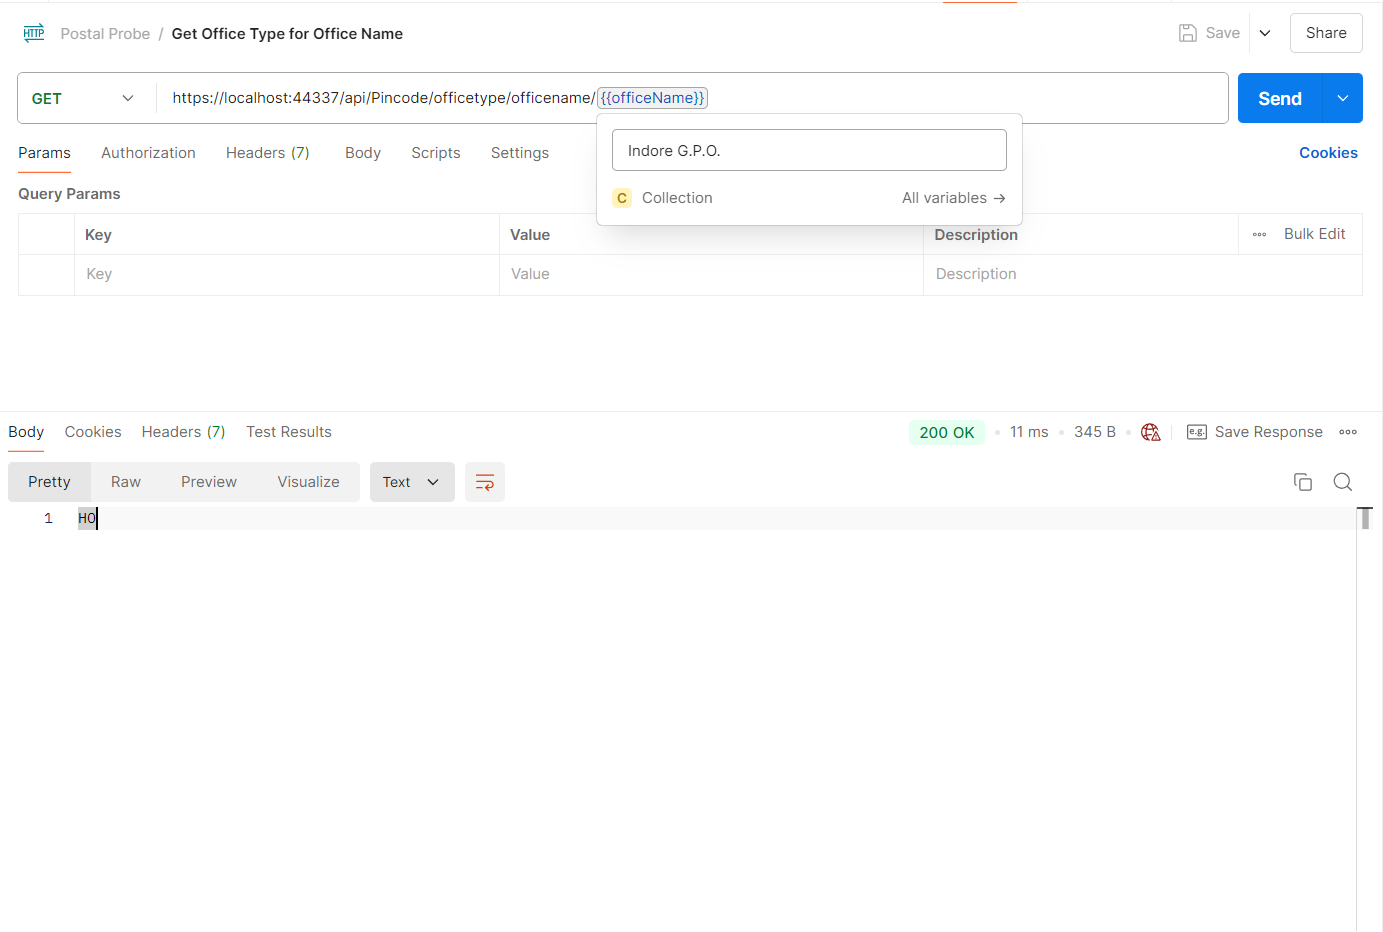 HTTP Postal Probe / Get Office Type for Office Name Save Share
GET https://localhost:44337/api/Pincode/officetype/officename/{{officeName}} Send
Indore G.P.O.
C Collection All variables →
Params Authorization Headers (7) Body Scripts Settings Cookies
Query Params
Key Value Description Bulk Edit
Key Value Description
Body Cookies Headers (7) Test Results 200 OK 11 ms 345 B e.g. Save Response
Pretty Raw Preview Visualize Text
1 HO